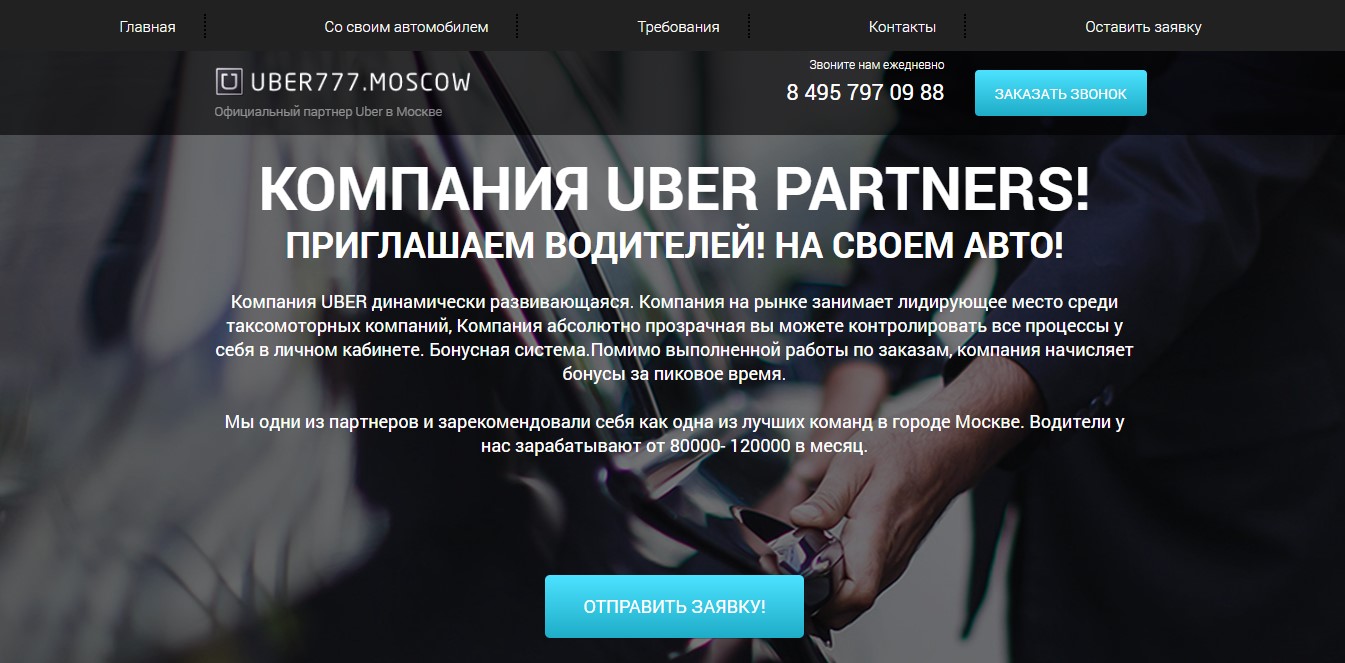 Главная
Со своим автомобилем
Требования
Контакты
Оставить заявку
UBER777.MOSCOW
Официальный партнер Uber в Москве
Звоните нам ежедневно
8 495 797 09 88
ЗАКАЗАТЬ ЗВОНОК
КОМПАНИЯ UBER PARTNERS!
ПРИГЛАШАЕМ ВОДИТЕЛЕЙ! НА СВОЕМ АВТО!
Компания UBER динамически развивающаяся. Компания на рынке занимает лидирующее место среди
таксомоторных компаний, Компания абсолютно прозрачная вы можете контролировать все процессы у
себя в личном кабинете. Бонусная система.Помимо выполненной работы по заказам, компания начисляет
бонусы за пиковое время.
Мы одни из партнеров и зарекомендовали себя как одна из лучших команд в городе Москве. Водители у
нас зарабатывают от 80000- 120000 в месяц.
ОТПРАВИТЬ ЗАЯВКУ!